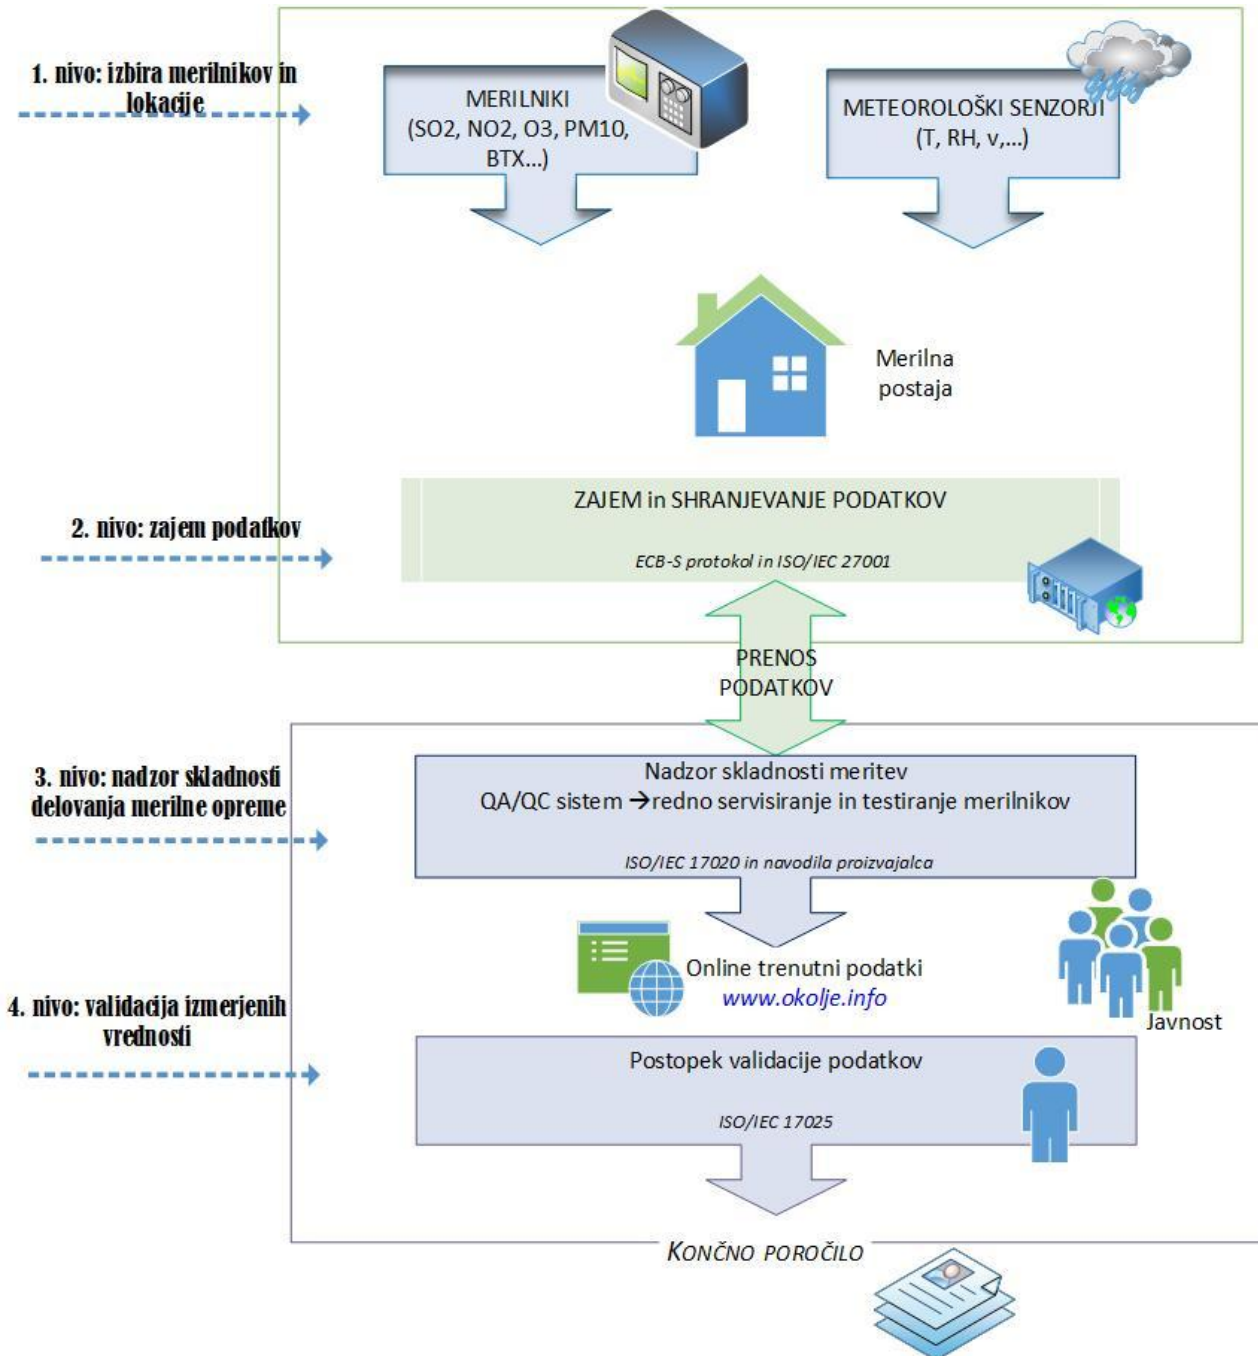 1. nivo: izbira merilnikov in
lokacije
MERILNIKI
(SO2, NO2, O3, PM10,
BTX...)
METEOROLOŠKI SENZORJI
(T, RH, v,...)
Merilna
postaja
2. nivo: zajem podatkov
ZAJEM in SHRANJEVANJE PODATKOV
ECB-S protokol in ISO/IEC 27001
PRENOS
PODATKOV
3. nivo: nadzor skladnosti
delovanja merilne opreme
Nadzor skladnosti meritev
QA/QC sistem →redno servisiranje in testiranje merilnikov
ISO/IEC 17020 in navodila proizvajalca
Online trenutni podatki
www.okolje.info
Javnost
4. nivo: validacija izmerjenih
vrednosti
Postopek validacije podatkov
ISO/IEC 17025
KONČNO POROČILO